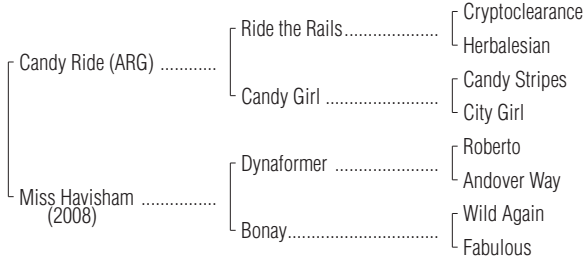 Cryptoclearance
Ride the Rails....................
Herbalesian
Candy Ride (ARG) ............
Candy Stripes
Candy Girl ........................
City Girl
Roberto
Dynaformer ......................
Andover Way
Miss Havisham ................
(2008)
Wild Again
Bonay................................
Fabulous